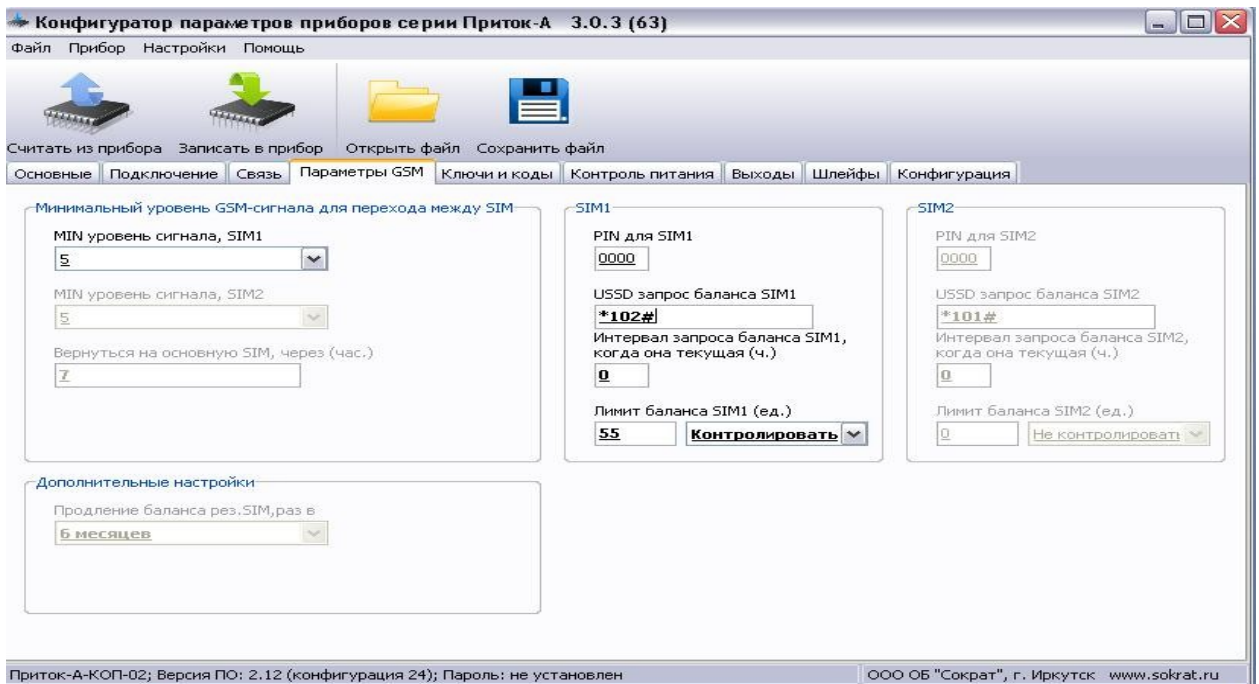 Конфигуратор параметров приборов серии Приток-А 3.0.3 (63)
Файл Прибор Настройки Помощь
Считать из прибора Записать в прибор Открыть файл Сохранить файл
Основные Подключение Связь Параметры GSM Ключи и коды Контроль питания Выходы Шлейфы Конфигурация
Минимальный уровень GSM-сигнала для перехода между SIM
MIN уровень сигнала, SIM1
5
MIN уровень сигнала, SIM2
5
Вернуться на основную SIM, через (час.)
7
SIM1
PIN для SIM1
0000
USSD запрос баланса SIM1
*102#
Интервал запроса баланса SIM1,
когда она текущая (ч.)
0
Лимит баланса SIM1 (ед.)
55 Контролировать
SIM2
PIN для SIM2
0000
USSD запрос баланса SIM2
*101#
Интервал запроса баланса SIM2,
когда она текущая (ч.)
0
Лимит баланса SIM2 (ед.)
0 Не контролировать
Дополнительные настройки
Продление баланса рез.SIM,раз в
6 месяцев
Приток-А-КОП-02; Версия ПО: 2.12 (конфигурация 24); Пароль: не установлен
ООО ОБ "Сократ", г. Иркутск www.sokrat.ru